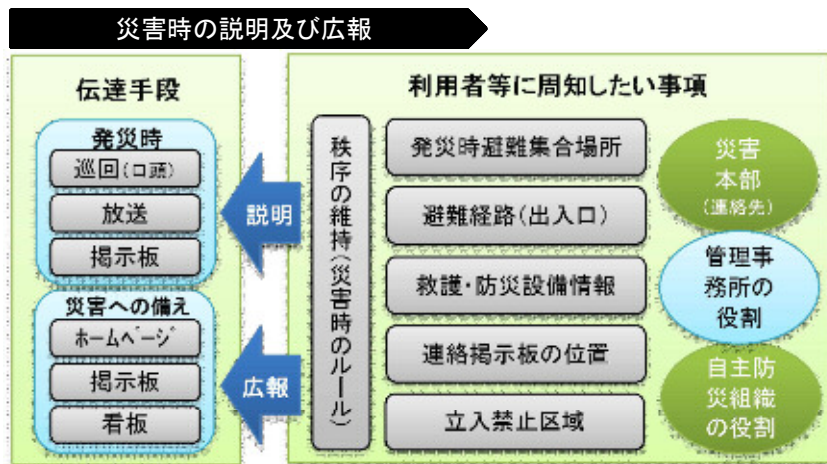 災害時の説明及び広報
伝達手段
発災時
巡回(口頭)
放送
掲示板
災害への備え
ホームページ
掲示板
看板
説明
広報
利用者等に周知したい事項
秩序の維持(災害時のルール)
発災時避難集合場所
避難経路(出入口)
救護・防災設備情報
連絡掲示板の位置
立入禁止区域
災害
本部
(連絡先)
管理事
務所の
役割
自主防
災組織
の役割